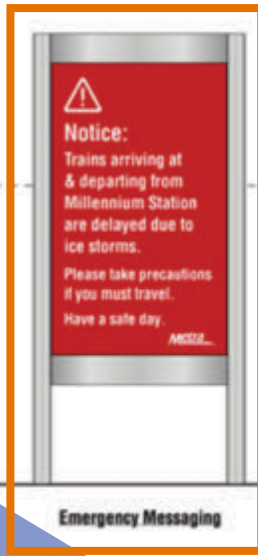 Notice:
Trains arriving at
& departing from
Millennium Station
are delayed due to
ice storms.
Please take precautions
if you must travel.
Have a safe day.
Metra
Emergency Messaging